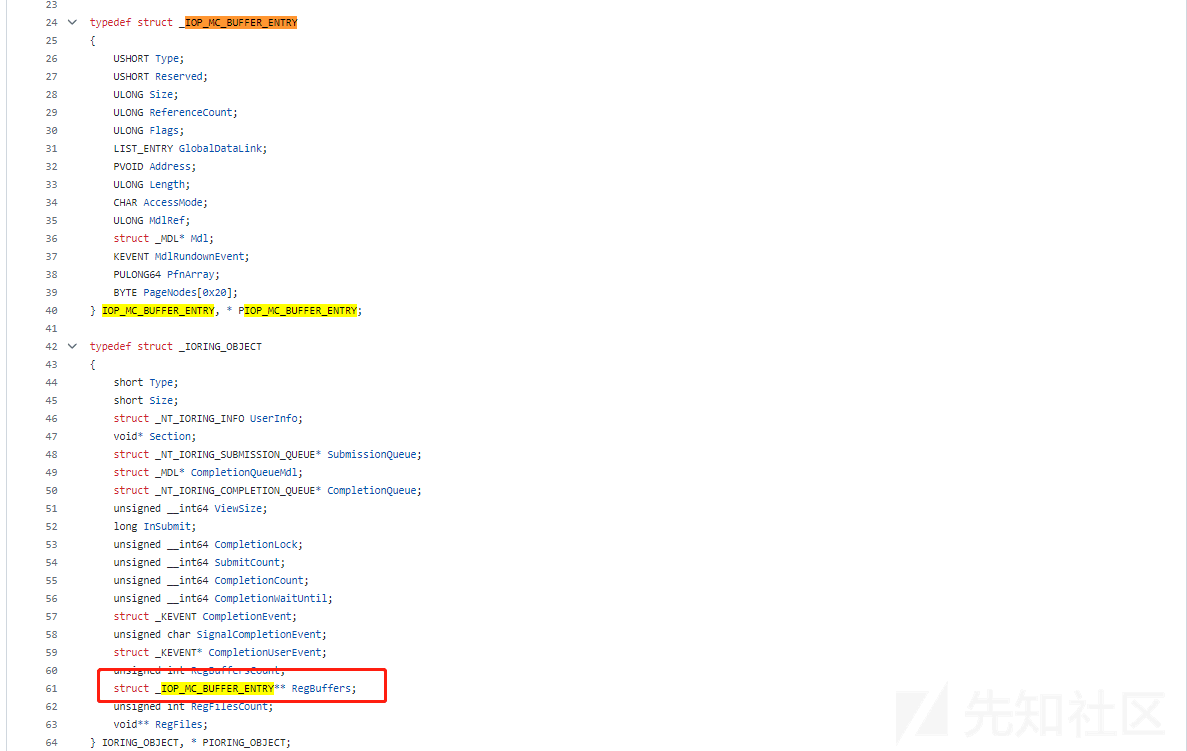 23
24 typedef struct _IOP_MC_BUFFER_ENTRY
25 {
26 USHORT Type;
27 USHORT Reserved;
28 ULONG Size;
29 ULONG ReferenceCount;
30 ULONG Flags;
31 LIST_ENTRY GlobalDataLink;
32 PVOID Address;
33 ULONG Length;
34 CHAR AccessMode;
35 ULONG MdlRef;
36 struct _MDL* Mdl;
37 KEVENT MdlRundownEvent;
38 PULONG64 PfnArray;
39 BYTE PageNodes[0x20];
40 } IOP_MC_BUFFER_ENTRY, * PIOP_MC_BUFFER_ENTRY;
41
42 typedef struct _IORING_OBJECT
43 {
44 short Type;
45 short Size;
46 struct _NT_IORING_INFO UserInfo;
47 void* Section;
48 struct _NT_IORING_SUBMISSION_QUEUE* SubmissionQueue;
49 struct _MDL* CompletionQueueMdl;
50 struct _NT_IORING_COMPLETION_QUEUE* CompletionQueue;
51 unsigned __int64 ViewSize;
52 long InSubmit;
53 unsigned __int64 CompletionLock;
54 unsigned __int64 SubmitCount;
55 unsigned __int64 CompletionCount;
56 unsigned __int64 CompletionWaitUntil;
57 struct _KEVENT CompletionEvent;
58 unsigned char SignalCompletionEvent;
59 struct _KEVENT* CompletionUserEvent;
60 unsigned int RegBuffersCount;
61 struct _IOP_MC_BUFFER_ENTRY** RegBuffers;
62 unsigned int RegFilesCount;
63 void** RegFiles;
64 } IORING_OBJECT, * PIORING_OBJECT;
先知社区